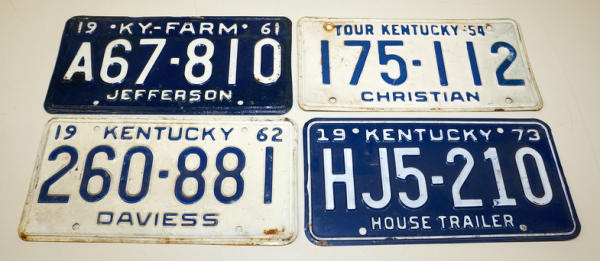 19 • KY.-FARM • 61
A67-810
JEFFERSON
TOUR KENTUCKY 54
175-112
CHRISTIAN
19 KENTUCKY 62
260-881
DAVIESS
19 • KENTUCKY • 73
HJ5-210
HOUSE TRAILER